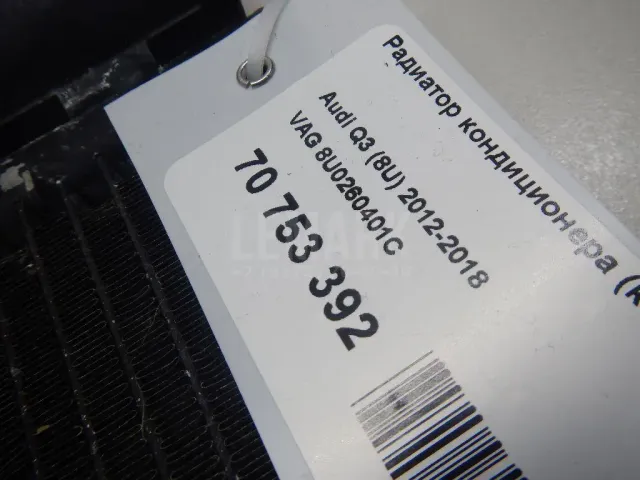 Радиатор кондиционера (к
Audi Q3 (8U) 2012-2018
VAG 8U0260401C
70 753 392